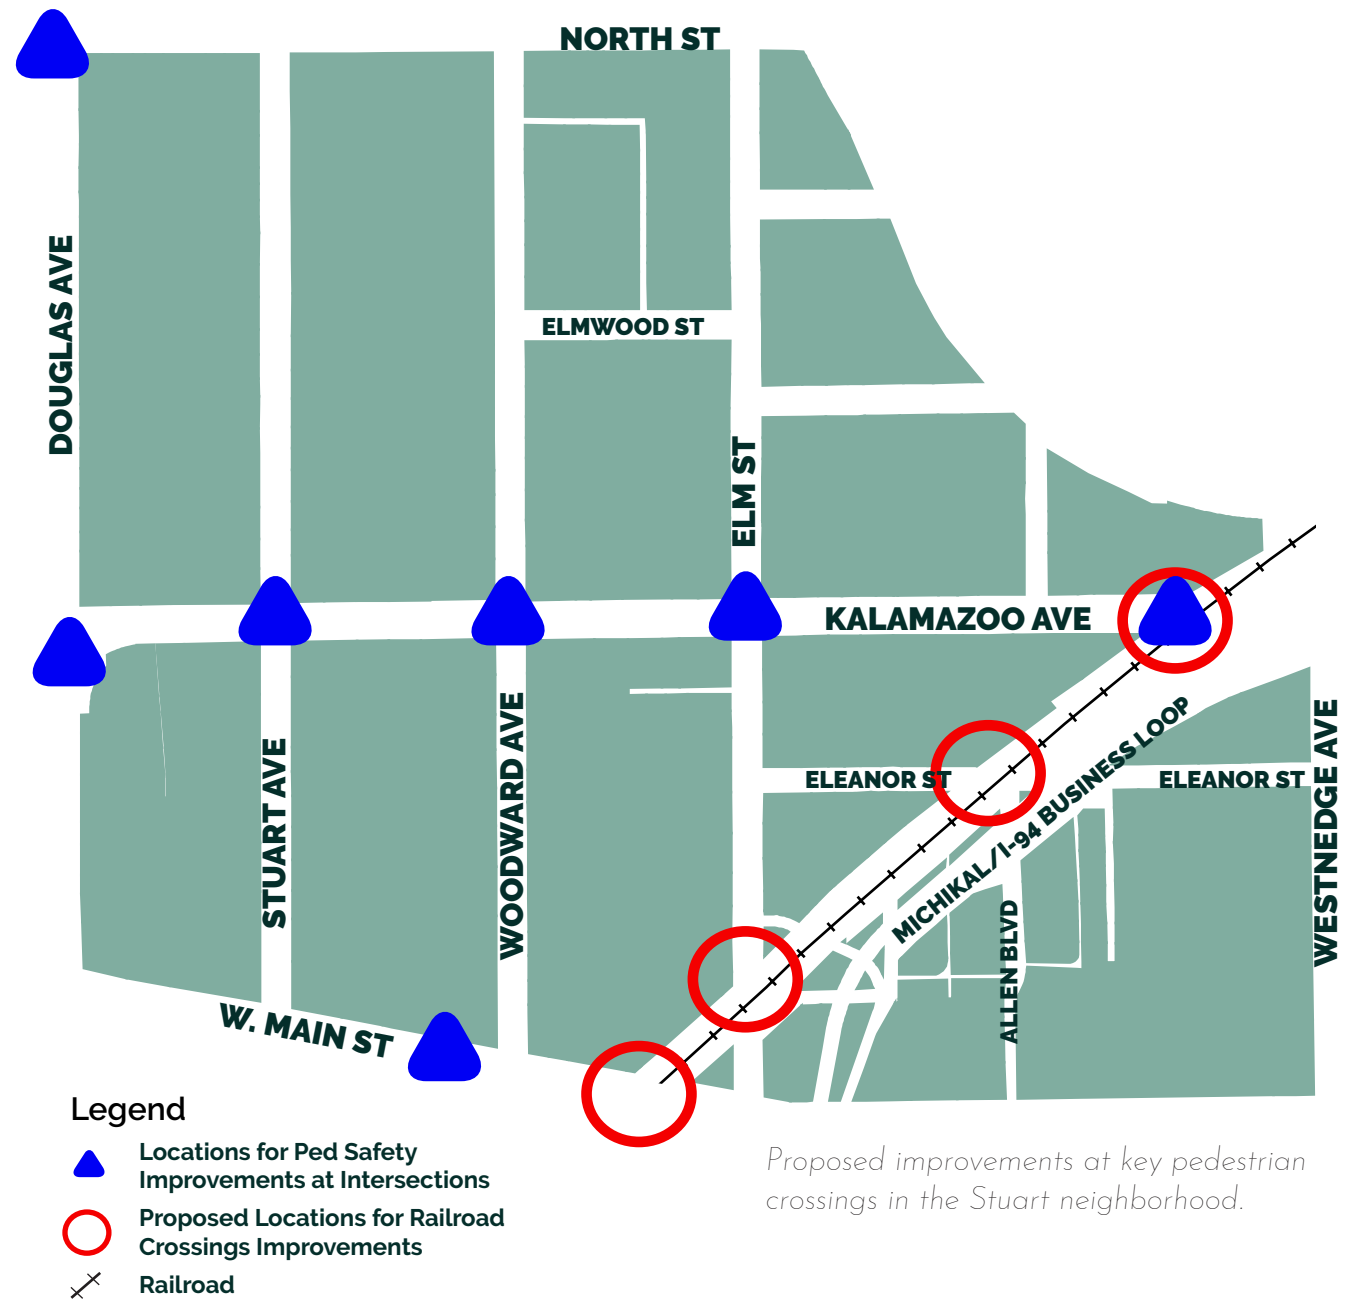 NORTH ST
DOUGLAS AVE
ELMWOOD ST
ELM ST
KALAMAZOO AVE
STUART AVE
WOODWARD AVE
ELEANOR ST
MICHIKAL/I-94 BUSINESS LOOP
ELEANOR ST
WESTNEDGE AVE
ALLEN BLVD
W. MAIN ST
Legend
Locations for Ped Safety
Improvements at Intersections
Proposed Locations for Railroad
Crossings Improvements
Railroad
Proposed improvements at key pedestrian
crossings in the Stuart neighborhood.